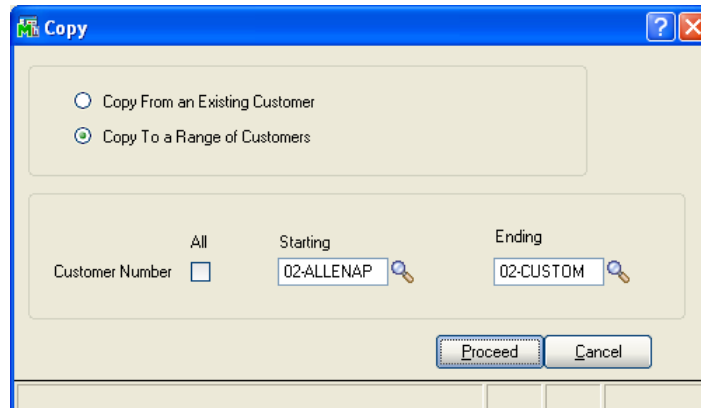 Copy
Copy From an Existing Customer
Copy To a Range of Customers
All Starting Ending
Customer Number 02-ALLENAP 02-CUSTOM
Proceed Cancel